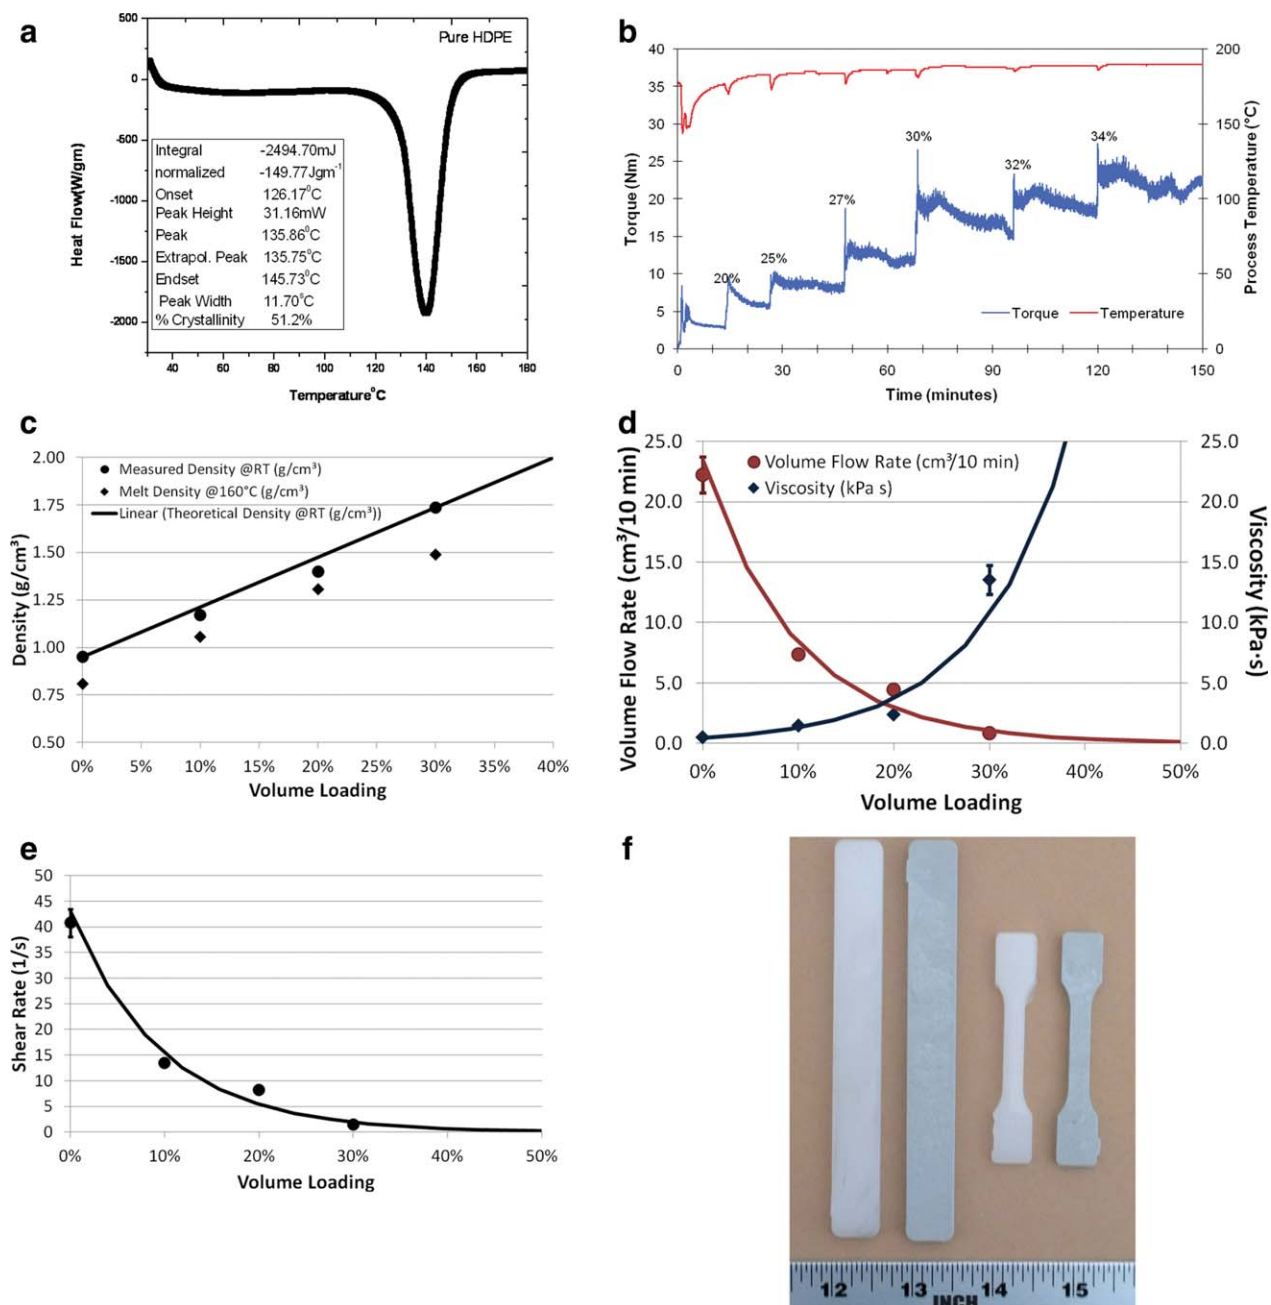 a
Pure HDPE
500
0
-500
-1000
-1500
-2000
Heat Flow(W/gm)
Integral -2494.70mJ
normalized -149.77Jgm⁻¹
Onset 126.17⁰C
Peak Height 31.16mW
Peak 135.86⁰C
Extrapol. Peak 135.75⁰C
Endset 145.73⁰C
Peak Width 11.70⁰C
% Crystallinity 51.2%
40 60 80 100 120 140 160 180
Temperature⁰C
b
40
35
30
25
20
15
10
5
0
Torque (Nm)
200
150
100
50
0
Process Temperature (°C)
20%
25%
27%
30%
32%
34%
Torque
Temperature
0 30 60 90 120 150
Time (minutes)
c
2.00
1.75
1.50
1.25
1.00
0.75
0.50
Density (g/cm³)
Measured Density @RT (g/cm³)
Melt Density @160°C (g/cm³)
Linear (Theoretical Density @RT (g/cm³))
0% 5% 10% 15% 20% 25% 30% 35% 40%
Volume Loading
d
25.0
20.0
15.0
10.0
5.0
0.0
Volume Flow Rate (cm³/10 min)
Volume Flow Rate (cm³/10 min)
Viscosity (kPa s)
25.0
20.0
15.0
10.0
5.0
0.0
Viscosity (kPa·s)
0% 10% 20% 30% 40% 50%
Volume Loading
e
50
45
40
35
30
25
20
15
10
5
0
Shear Rate (1/s)
0% 10% 20% 30% 40% 50%
Volume Loading
f
12 13 14 15
INCH